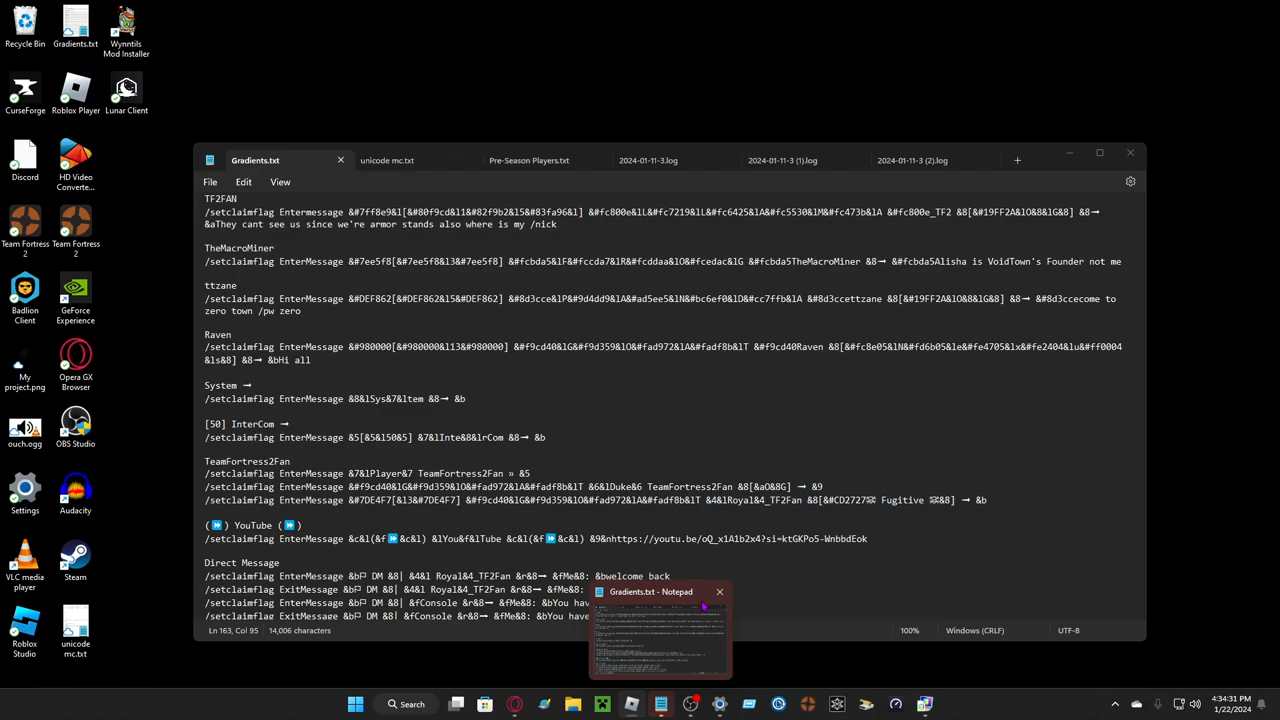 Recycle Bin
Gradients.txt
Wynntils Mod Installer
CurseForge
Roblox Player
Lunar Client
Discord
HD Video Converte...
Team Fortress 2
Team Fortress 2
Badlion Client
GeForce Experience
My project.png
Opera GX Browser
ouch.ogg
OBS Studio
Settings
Audacity
VLC media player
Steam
Roblox Studio
unicode mc.txt
Gradients.txt
unicode mc.txt
Pre-Season Players.txt
2024-01-11-3.log
2024-01-11-3 (1).log
2024-01-11-3 (2).log
File Edit View
TF2FAN
/setclaimflag Entermessage &#7ff8e9&l[&#80f9cd&l1&#82f9b2&l5&#83fa96&l] &#fc800e&lL&#fc7219&lL&#fc6425&lA&#fc5530&lM&#fc473b&lA &#fc800e_TF2 &8[&#19FF2A&lO&8&lG&8] &8→
&aThey cant see us since we're armor stands also where is my /nick
TheMacroMiner
/setclaimflag EnterMessage &#7ee5f8[&#7ee5f8&l3&#7ee5f8] &#fcbda5&lF&#fccda7&lR&#fcddaa&lO&#fcedac&lG &#fcbda5TheMacroMiner &8→ &#fcbda5Alisha is VoidTown's Founder not me
ttzane
/setclaimflag EnterMessage &#DEF862[&#DEF862&l15&#DEF862] &#8d3cce&lP&#9d4dd9&lA&#ad5ee5&lN&#bc6ef0&lD&#cc7ffb&lA &#8d3ccettzane &8[&#19FF2A&lO&8&lG&8] &8→ &#8d3ccecome to
zero town /pw zero
Raven
/setclaimflag EnterMessage &#980000[&#980000&l13&#980000] &#f9cd40&lG&#f9d359&lO&#fad972&lA&#fadf8b&lT &#f9cd40Raven &8[&#fc8e05&lN&#fd6b05&le&#fe4705&lx&#fe2404&lu&#ff0004
&ls&8] &8→ &bHi all
System →
/setclaimflag EnterMessage &8&lSys&7&ltem &8→ &b
[50] InterCom →
/setclaimflag EnterMessage &5[&5&l50&5] &7&lInte&8&lrCom &8→ &b
TeamFortress2Fan
/setclaimflag EnterMessage &7&lPlayer&7 TeamFortress2Fan » &5
/setclaimflag EnterMessage &#f9cd40&lG&#f9d359&lO&#fad972&lA&#fadf8b&lT &6&lDuke&6 TeamFortress2Fan &8[&aO&8G] → &9
/setclaimflag EnterMessage &#7DE4F7[&l3&#7DE4F7] &#f9cd40&lG&#f9d359&lO&#fad972&lA&#fadf8b&lT &4&lRoyal&4_TF2Fan &8[&#CD2727 Fugitive &8] → &b
(⏩) YouTube (⏩)
/setclaimflag EnterMessage &c&l(&f⏩&c&l) &lYou&f&lTube &c&l(&f⏩&c&l) &9&nhttps://youtu.be/oQ_x1A1b2x4?si=ktGKPo5-WnbbdEok
Direct Message
/setclaimflag EnterMessage &b⚐ DM &8| &4&l Royal&4_TF2Fan &r&8→ &fMe&8: &bwelcome back
/setclaimflag ExitMessage &b⚐ DM &8| &4&l Royal&4_TF2Fan &r&8→ &fMe&8:
/setclaimflag EnterMessage &b⚐ DM &8| &fConsole &r&8→ &fMe&8: &bYou have
/setclaimflag ExitMessage &b⚐ DM &8| &fConsole &r&8→ &fMe&8: &bYou have
Gradients.txt - Notepad
Ln 163, Col 95
14,006 characters
100%
Windows (CRLF)
UTF-8
Search
4:34:31 PM
1/22/2024